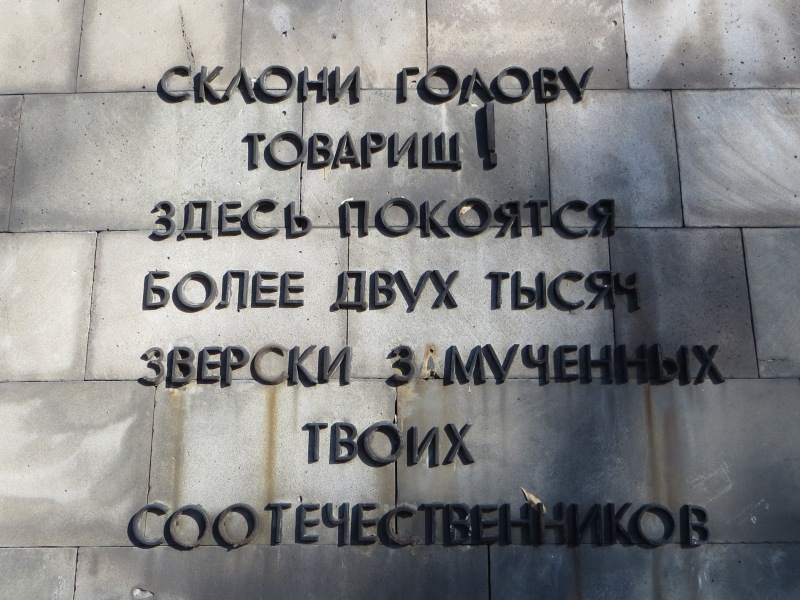 СКЛОНИ ГОЛОВУ
ТОВАРИЩ!
ЗДЕСЬ ПОКОЯТСЯ
БОЛЕЕ ДВУХ ТЫСЯЧ
ЗВЕРСКИ ЗАМУЧЕННЫХ
ТВОИХ
СООТЕЧЕСТВЕННИКОВ